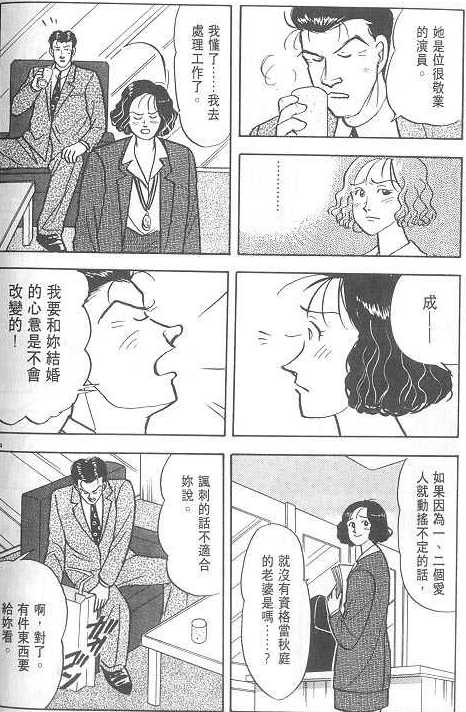 她是位很敬業
的演員。
………
我懂了……我去
處理工作了。
成——
我要和妳結婚
的心意是不會
改變的！
如果因為一、二個愛
人就動搖不定的話，
就沒有資格當秋庭
的老婆是嗎……？
諷刺的話不適合
妳說。
啊，對了。
有件東西要
給妳看。